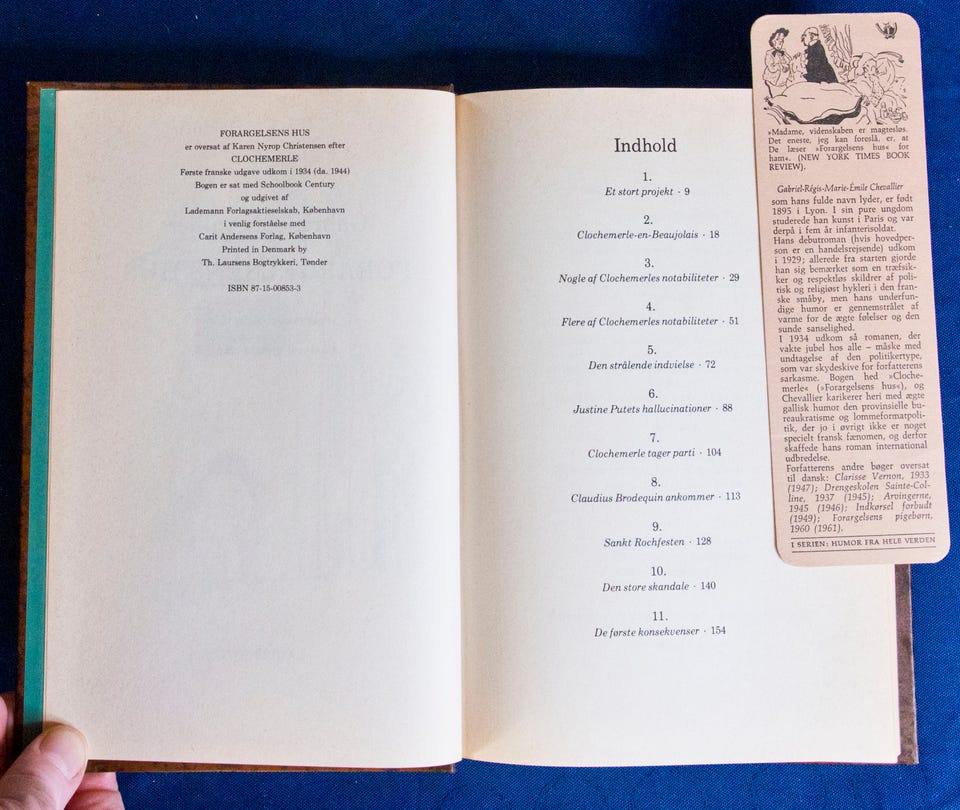 FORARGELSENS HUS
er oversat af Karen Nyrop Christensen efter
CLOCHEMERLE
Første franske udgave udkom i 1934 (da. 1944)
Bogen er sat med Schoolbook Century
og udgivet af
Lademann Forlagsaktieselskab, København
i venlig forståelse med
Carit Andersens Forlag, København
Printed in Denmark by
Th. Laursens Bogtrykkeri, Tønder
ISBN 87-15-00853-3
Indhold
1.
Et stort projekt · 9
2.
Clochemerle-en-Beaujolais · 18
3.
Nogle af Clochemerles notabiliteter · 29
4.
Flere af Clochemerles notabiliteter · 51
5.
Den strålende indvielse · 72
6.
Justine Putets hallucinationer · 88
7.
Clochemerle tager parti · 104
8.
Claudius Brodequin ankommer · 113
9.
Sankt Rochfesten · 128
10.
Den store skandale · 140
11.
De første konsekvenser · 154
»Madame, videnskaben er magtesløs.
Det eneste, jeg kan foreslå, er, at
De læser »Forargelsens hus« for
ham«. (NEW YORK TIMES BOOK
REVIEW).
Gabriel-Régis-Marie-Émile Chevallier
som hans fulde navn lyder, er født
1895 i Lyon. I sin pure ungdom
studerede han kunst i Paris og var
derpå i fem år infanterisoldat.
Hans debutroman (hvis hovedper-
son er en handelsrejsende) udkom
i 1929; allerede fra starten gjorde
han sig bemærket som en træfsik-
ker og respektløs skildrer af poli-
tisk og religiøst hykleri i den fran-
ske småby, men hans underfun-
dige humor er gennemstrålet af
varme for de ægte følelser og den
sunde sanselighed.
I 1934 udkom så romanen, der
vakte jubel hos alle – måske med
undtagelse af den politikertype,
som var skydeskive for forfatterens
sarkasme. Bogen hed »Cloche-
merle« (»Forargelsens hus«), og
Chevallier karikerer heri med ægte
gallisk humor den provinsielle bu-
reaukratisme og lommeformatpoli-
tik, der jo i øvrigt ikke er noget
specielt fransk fænomen, og derfor
skaffede hans roman international
udbredelse.
Forfatterens andre bøger oversat
til dansk: Clarisse Vernon, 1933
(1947); Drengeskolen Sainte-Col-
line, 1937 (1945); Arvingerne,
1945 (1946); Indkørsel forbudt
(1949); Forargelsens pigebørn,
1960 (1961).
I SERIEN: HUMOR FRA HELE VERDEN